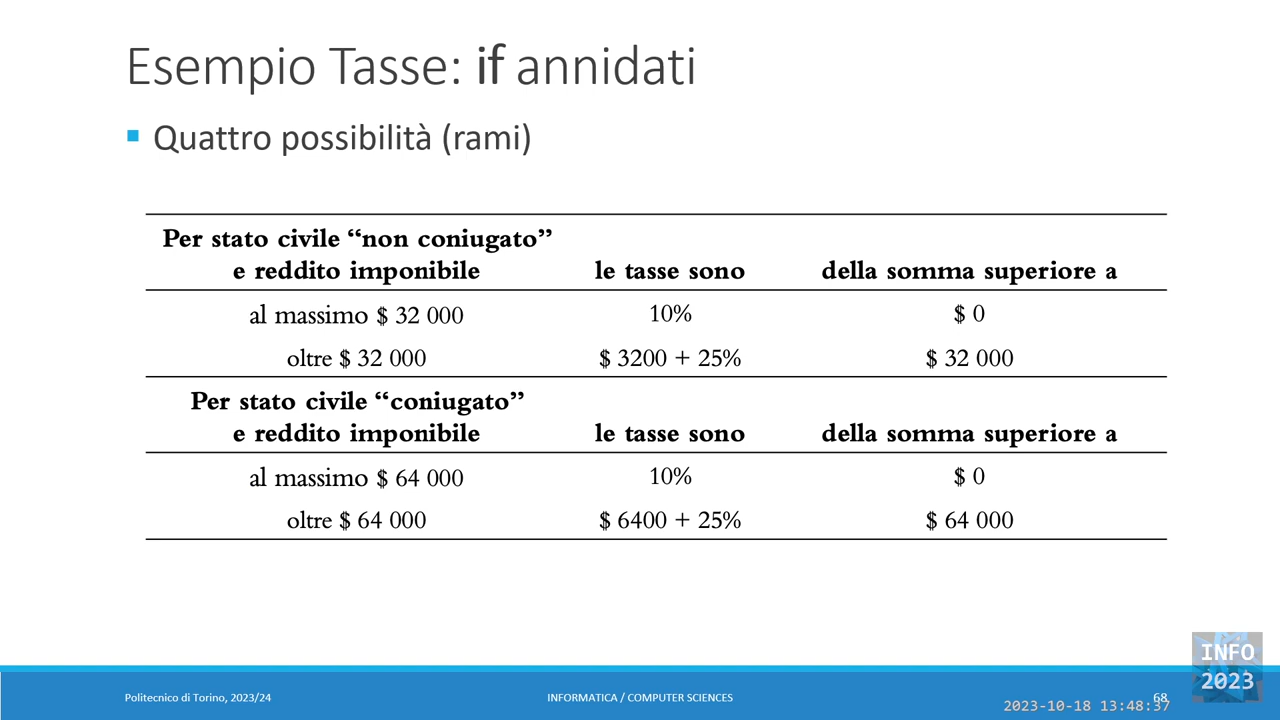 Esempio Tasse: if annidati
Quattro possibilità (rami)
Per stato civile “non coniugato”
e reddito imponibile le tasse sono della somma superiore a
al massimo $ 32 000 10% $ 0
oltre $ 32 000 $ 3200 + 25% $ 32 000
Per stato civile “coniugato”
e reddito imponibile le tasse sono della somma superiore a
al massimo $ 64 000 10% $ 0
oltre $ 64 000 $ 6400 + 25% $ 64 000
INFO
2023
Politecnico di Torino, 2023/24 INFORMATICA / COMPUTER SCIENCES 68
2023-10-18 13:48:37